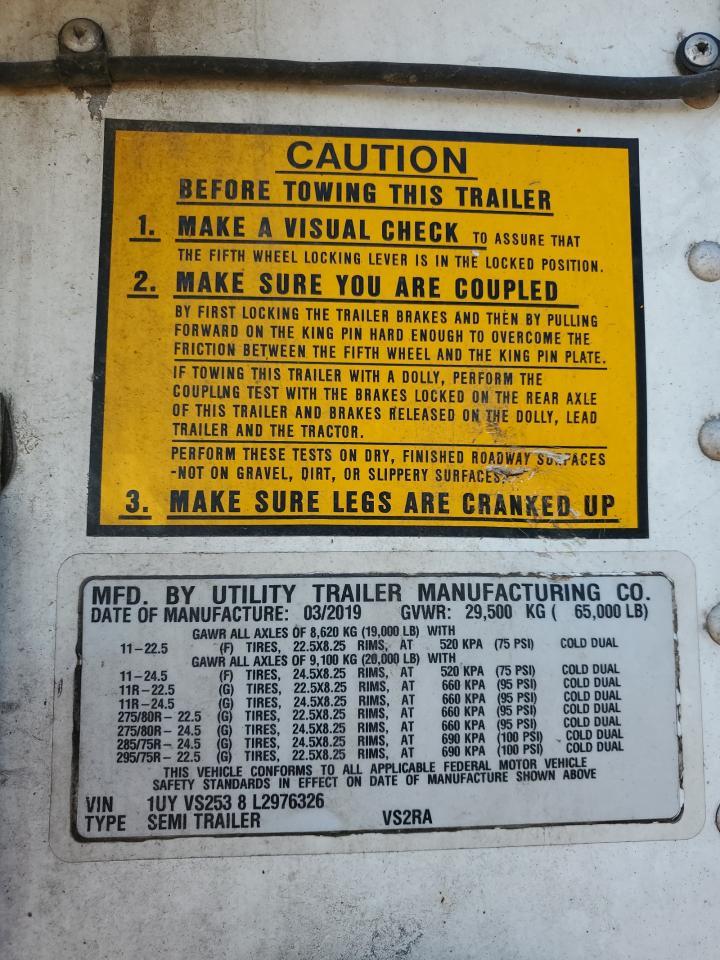 CAUTION
BEFORE TOWING THIS TRAILER
1. MAKE A VISUAL CHECK TO ASSURE THAT
THE FIFTH WHEEL LOCKING LEVER IS IN THE LOCKED POSITION.
2. MAKE SURE YOU ARE COUPLED
BY FIRST LOCKING THE TRAILER BRAKES AND THEN BY PULLING
FORWARD ON THE KING PIN HARD ENOUGH TO OVERCOME THE
FRICTION BETWEEN THE FIFTH WHEEL AND THE KING PIN PLATE.
IF TOWING THIS TRAILER WITH A DOLLY, PERFORM THE
COUPLING TEST WITH THE BRAKES LOCKED ON THE REAR AXLE
OF THIS TRAILER AND BRAKES RELEASED ON THE DOLLY, LEAD
TRAILER AND THE TRACTOR.
PERFORM THESE TESTS ON DRY, FINISHED ROADWAY SURFACES
-NOT ON GRAVEL, DIRT, OR SLIPPERY SURFACES.
3. MAKE SURE LEGS ARE CRANKED UP
MFD. BY UTILITY TRAILER MANUFACTURING CO.
DATE OF MANUFACTURE: 03/2019 GVWR: 29,500 KG ( 65,000 LB)
GAWR ALL AXLES OF 8,620 KG (19,000 LB) WITH
11-22.5 (F) TIRES, 22.5X8.25 RIMS, AT 520 KPA (75 PSI) COLD DUAL
GAWR ALL AXLES OF 9,100 KG (20,000 LB) WITH
11-24.5 (F) TIRES, 24.5X8.25 RIMS, AT 520 KPA (75 PSI) COLD DUAL
11R-22.5 (G) TIRES, 22.5X8.25 RIMS, AT 660 KPA (95 PSI) COLD DUAL
11R-24.5 (G) TIRES, 24.5X8.25 RIMS, AT 660 KPA (95 PSI) COLD DUAL
275/80R- 22.5 (G) TIRES, 22.5X8.25 RIMS, AT 660 KPA (95 PSI) COLD DUAL
275/80R- 24.5 (G) TIRES, 24.5X8.25 RIMS, AT 660 KPA (95 PSI) COLD DUAL
285/75R- 24.5 (G) TIRES, 24.5X8.25 RIMS, AT 690 KPA (100 PSI) COLD DUAL
295/75R- 22.5 (G) TIRES, 22.5X8.25 RIMS, AT 690 KPA (100 PSI) COLD DUAL
THIS VEHICLE CONFORMS TO ALL APPLICABLE FEDERAL MOTOR VEHICLE
SAFETY STANDARDS IN EFFECT ON DATE OF MANUFACTURE SHOWN ABOVE
VIN 1UY VS253 8 L2976326
TYPE SEMI TRAILER VS2RA